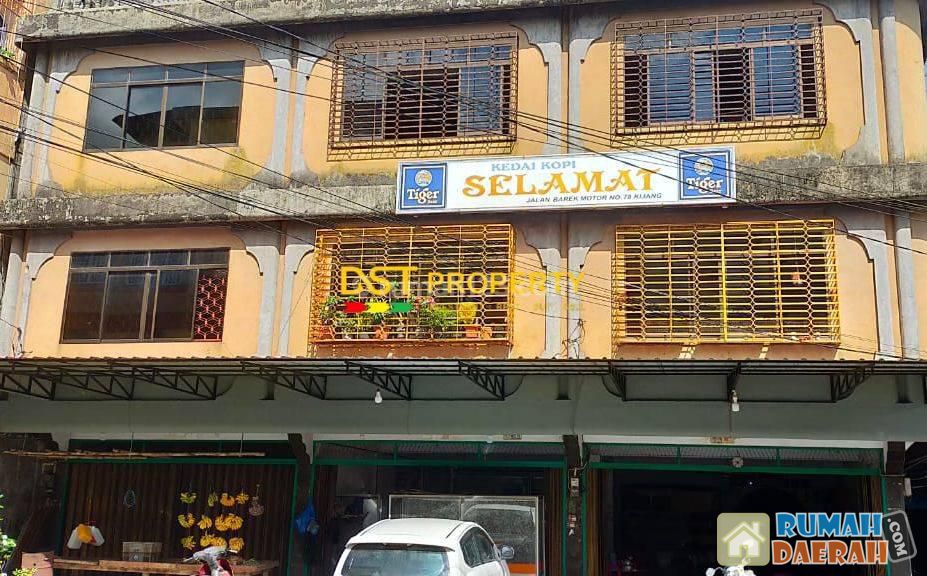 KEDAI KOPI
SELAMAT
JALAN BAREK MOTOR NO.78 KIJANG
Tiger
Tiger
DST PROPERTY
RUMAH
DAERAH
.COM